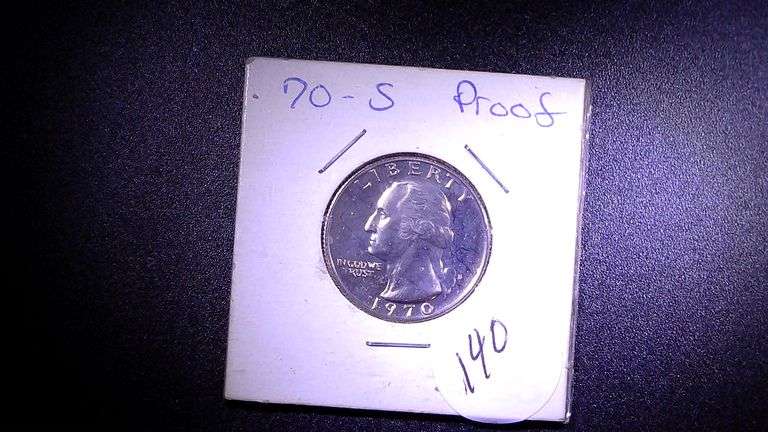 70-S Proof
LIBERTY
IN GOD WE
TRUST
1970
140